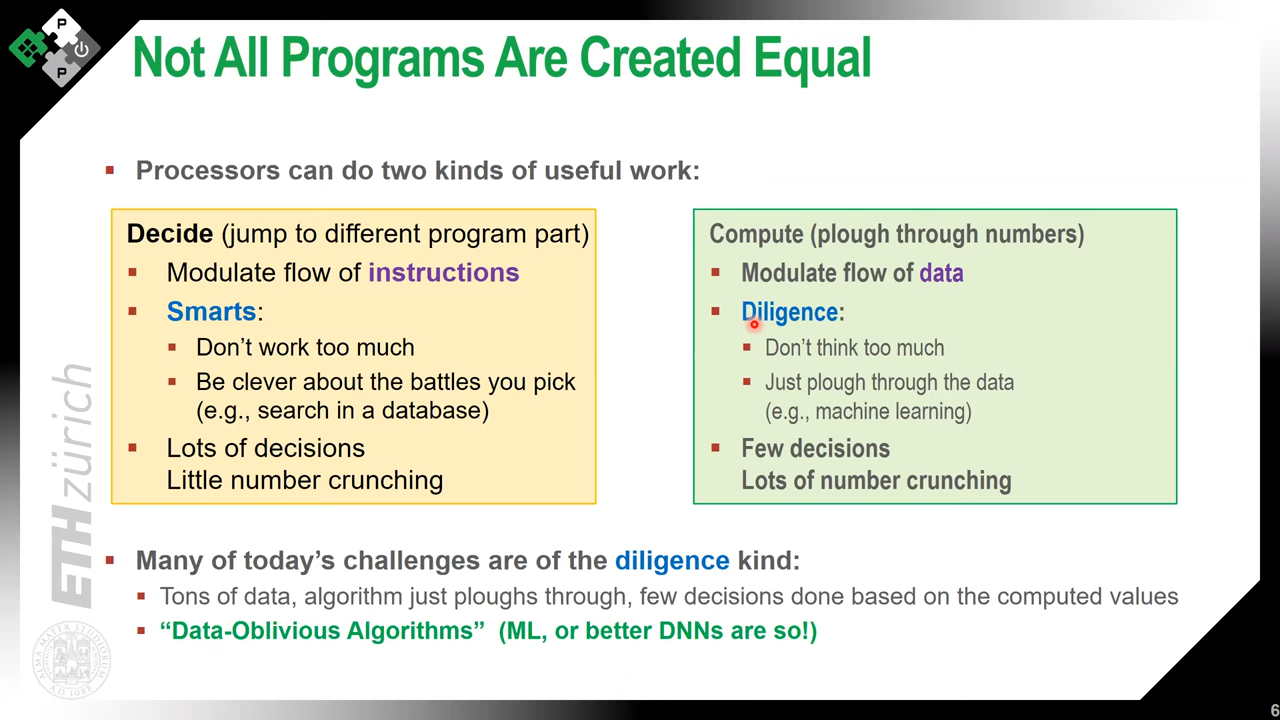 P
P
Not All Programs Are Created Equal
Processors can do two kinds of useful work:
Decide (jump to different program part)
Modulate flow of instructions
Smarts:
Don't work too much
Be clever about the battles you pick
(e.g., search in a database)
Lots of decisions
Little number crunching
Compute (plough through numbers)
Modulate flow of data
Diligence:
Don't think too much
Just plough through the data
(e.g., machine learning)
Few decisions
Lots of number crunching
Many of today's challenges are of the diligence kind:
Tons of data, algorithm just ploughs through, few decisions done based on the computed values
“Data-Oblivious Algorithms” (ML, or better DNNs are so!)
ETHzürich
ALMA MATER STUDIORUM
A.D. 1088
6